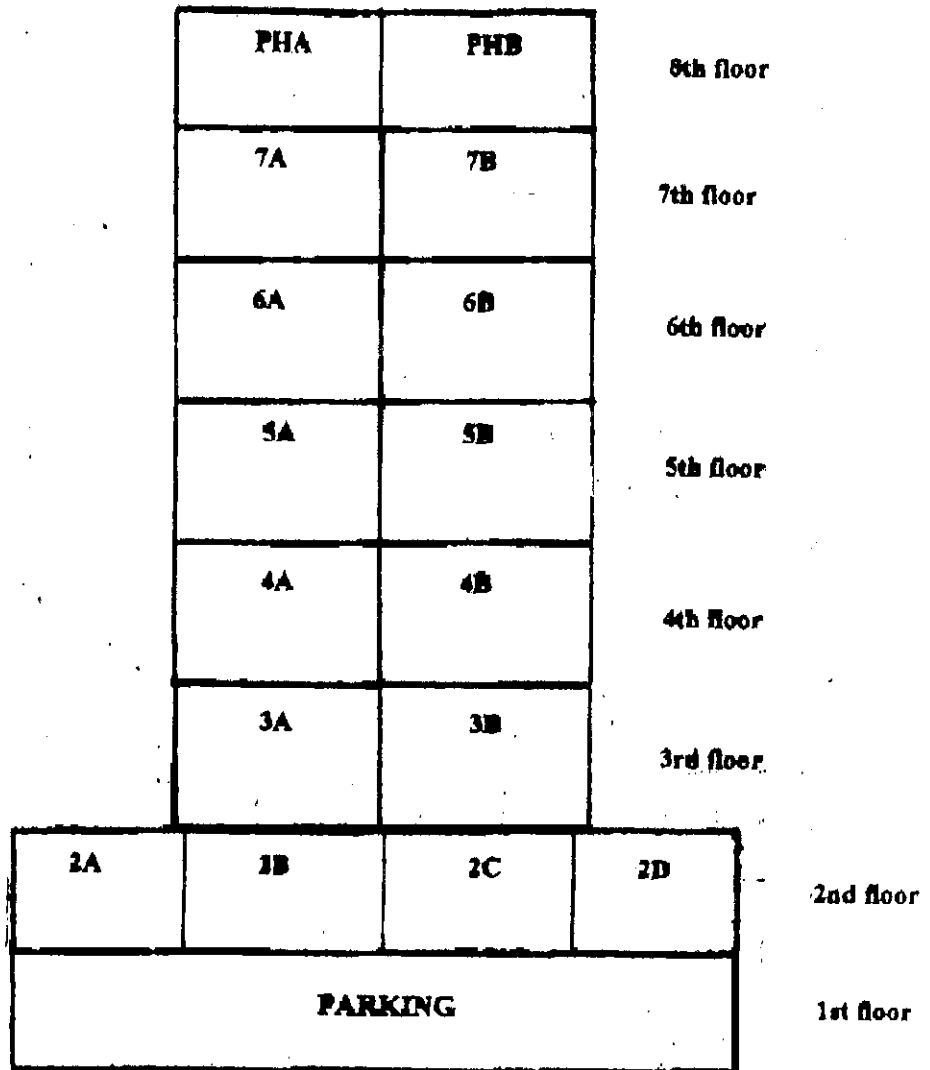 PHA PHB 8th floor
7A 7B 7th floor
6A 6B 6th floor
5A 5B 5th floor
4A 4B 4th floor
3A 3B 3rd floor
2A 2B 2C 2D 2nd floor
PARKING 1st floor